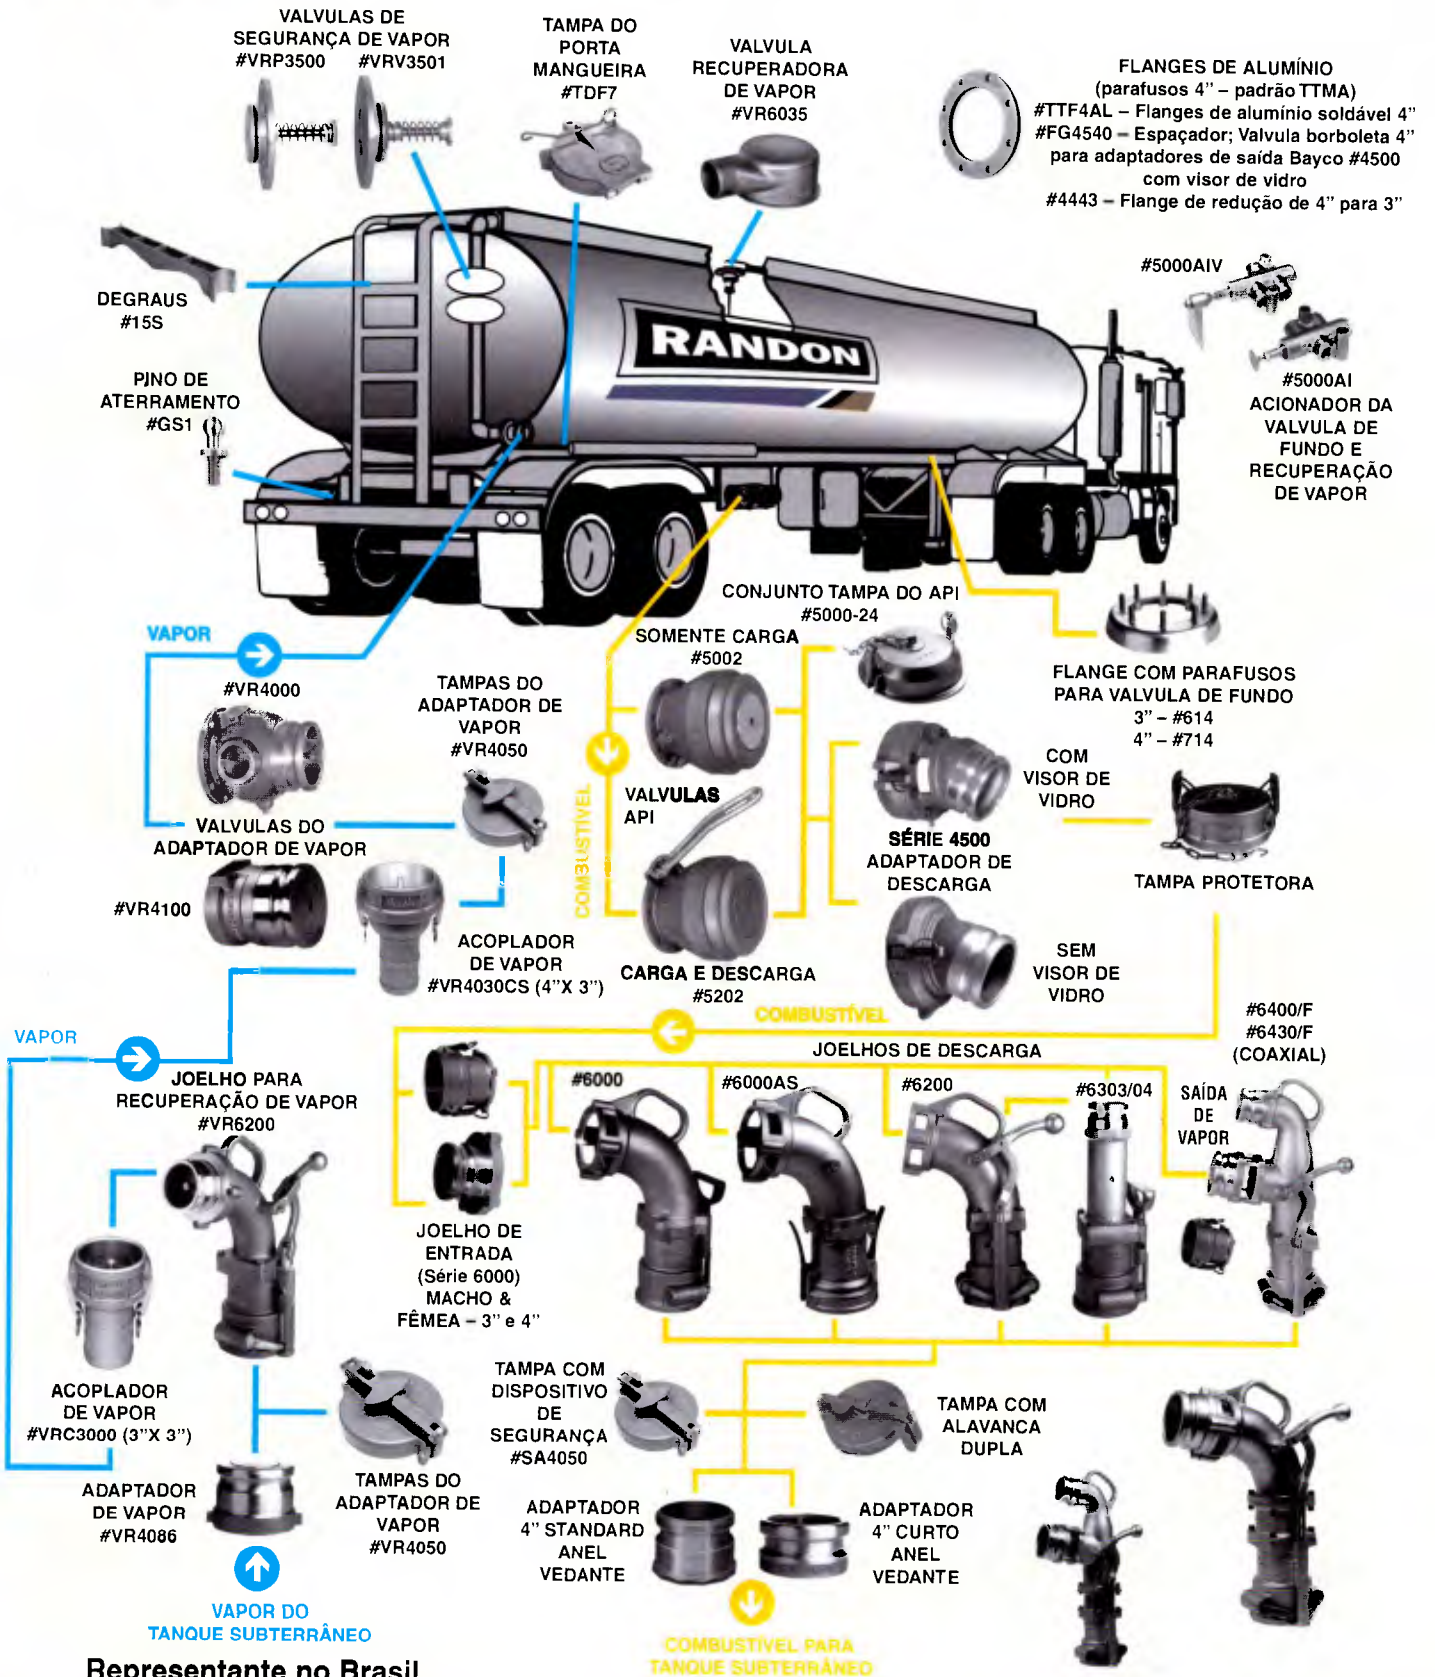 VALVULAS DE
SEGURANÇA DE VAPOR
#VRP3500 #VRV3501
TAMPA DO
PORTA
MANGUEIRA
#TDF7
VALVULA
RECUPERADORA
DE VAPOR
#VR6035
FLANGES DE ALUMÍNIO
(parafusos 4" – padrão TTMA)
#TTF4AL – Flanges de alumínio soldável 4"
#FG4540 – Espaçador; Valvula borboleta 4"
para adaptadores de saída Bayco #4500
com visor de vidro
#4443 – Flange de redução de 4" para 3"
DEGRAUS
#15S
PINO DE
ATERRAMENTO
#GS1
RANDON
#5000AIV
#5000AI
ACIONADOR DA
VALVULA DE
FUNDO E
RECUPERAÇÃO
DE VAPOR
VAPOR
#VR4000
VALVULAS DO
ADAPTADOR DE VAPOR
#VR4100
TAMPAS DO
ADAPTADOR DE
VAPOR
#VR4050
ACOPLADOR
DE VAPOR
#VR4030CS (4"X 3")
SOMENTE CARGA
#5002
CONJUNTO TAMPA DO API
#5000-24
COMBUSTÍVEL
VALVULAS
API
CARGA E DESCARGA
#5202
FLANGE COM PARAFUSOS
PARA VALVULA DE FUNDO
3" – #614
4" – #714
COM
VISOR DE
VIDRO
SÉRIE 4500
ADAPTADOR DE
DESCARGA
TAMPA PROTETORA
SEM
VISOR DE
VIDRO
COMBUSTÍVEL
VAPOR
JOELHO PARA
RECUPERAÇÃO DE VAPOR
#VR6200
JOELHOS DE DESCARGA
#6000
#6000AS
#6200
#6303/04
#6400/F
#6430/F
(COAXIAL)
SAÍDA
DE
VAPOR
JOELHO DE
ENTRADA
(Série 6000)
MACHO &
FÊMEA – 3" e 4"
ACOPLADOR
DE VAPOR
#VRC3000 (3"X 3")
ADAPTADOR
DE VAPOR
#VR4086
TAMPAS DO
ADAPTADOR DE
VAPOR
#VR4050
TAMPA COM
DISPOSITIVO
DE
SEGURANÇA
#SA4050
TAMPA COM
ALAVANCA
DUPLA
ADAPTADOR
4" STANDARD
ANEL
VEDANTE
ADAPTADOR
4" CURTO
ANEL
VEDANTE
VAPOR DO
TANQUE SUBTERRÂNEO
COMBUSTÍVEL PARA
TANQUE SUBTERRÂNEO
Representante no Brasil